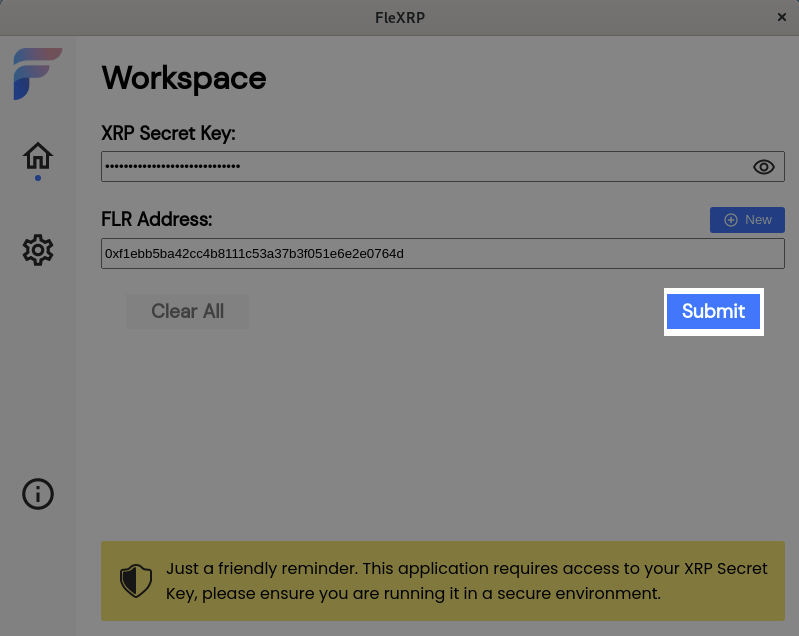 FleXRP
Workspace
XRP Secret Key:
FLR Address:
New
0xf1ebb5ba42cc4b8111c53a37b3f051e6e2e0764d
Clear All
Submit
Just a friendly reminder. This application requires access to your XRP Secret
Key, please ensure you are running it in a secure environment.